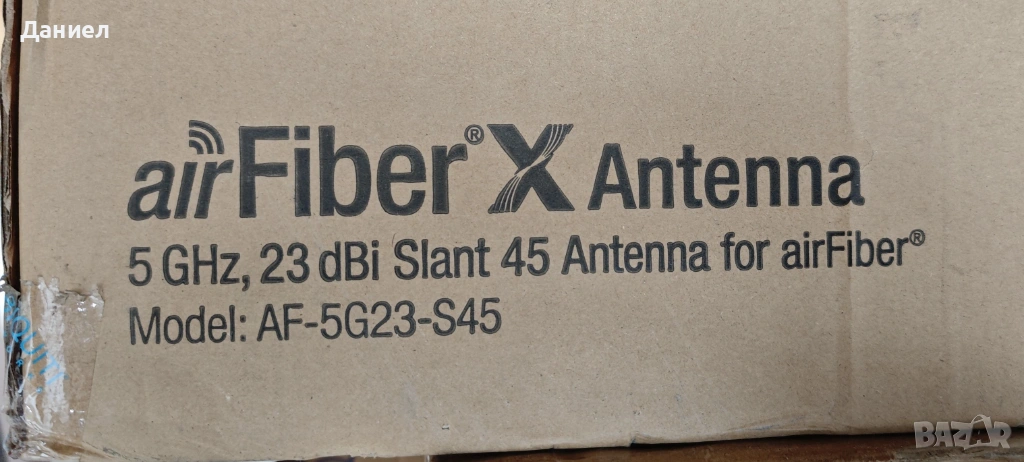 Даниел
airFiber® X Antenna
5 GHz, 23 dBi Slant 45 Antenna for airFiber®
Model: AF-5G23-S45
BAZAR